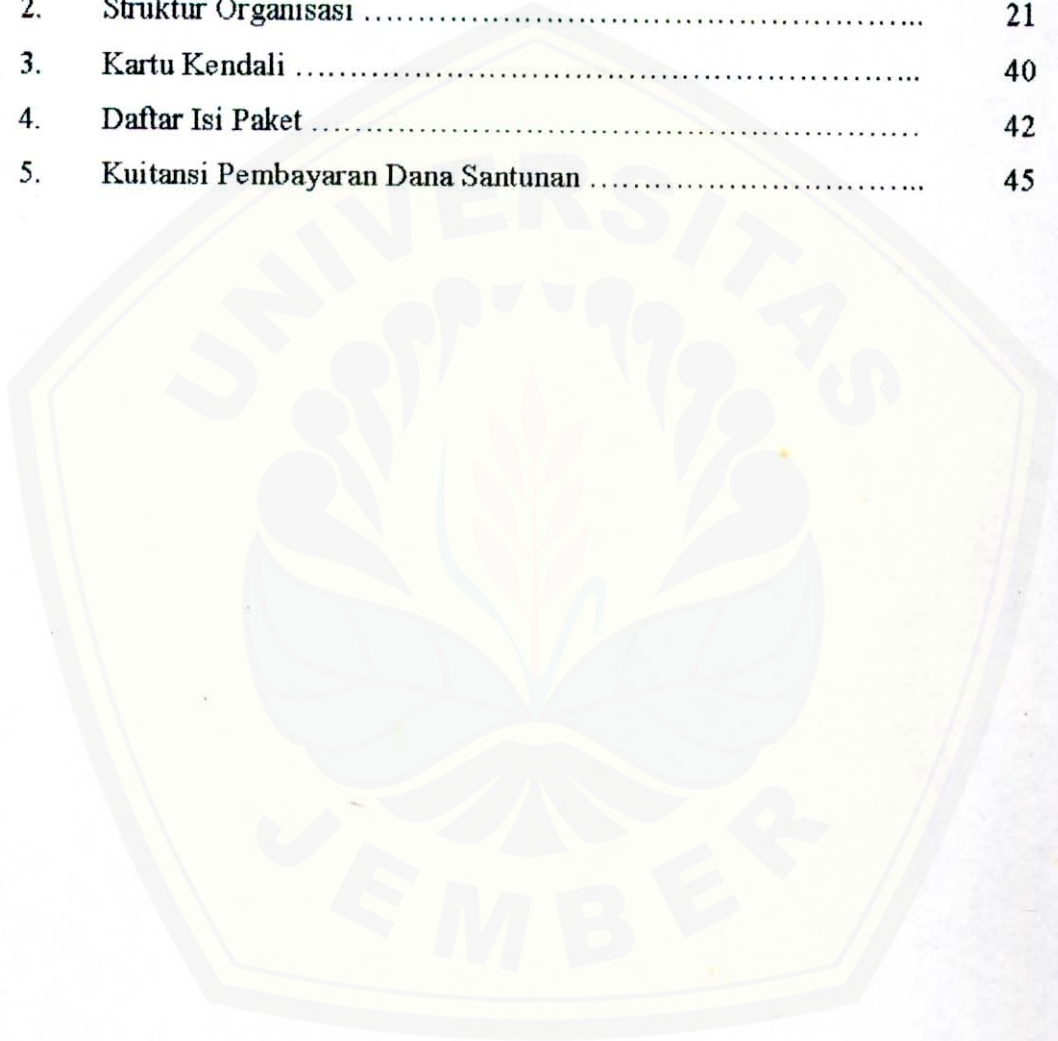 2. Struktur Organisasi ........................................................ 21
3. Kartu Kendali ................................................................ 40
4. Daftar Isi Paket .............................................................. 42
5. Kuitansi Pembayaran Dana Santunan ................................ 45
UNIVERSITAS
JEMBER